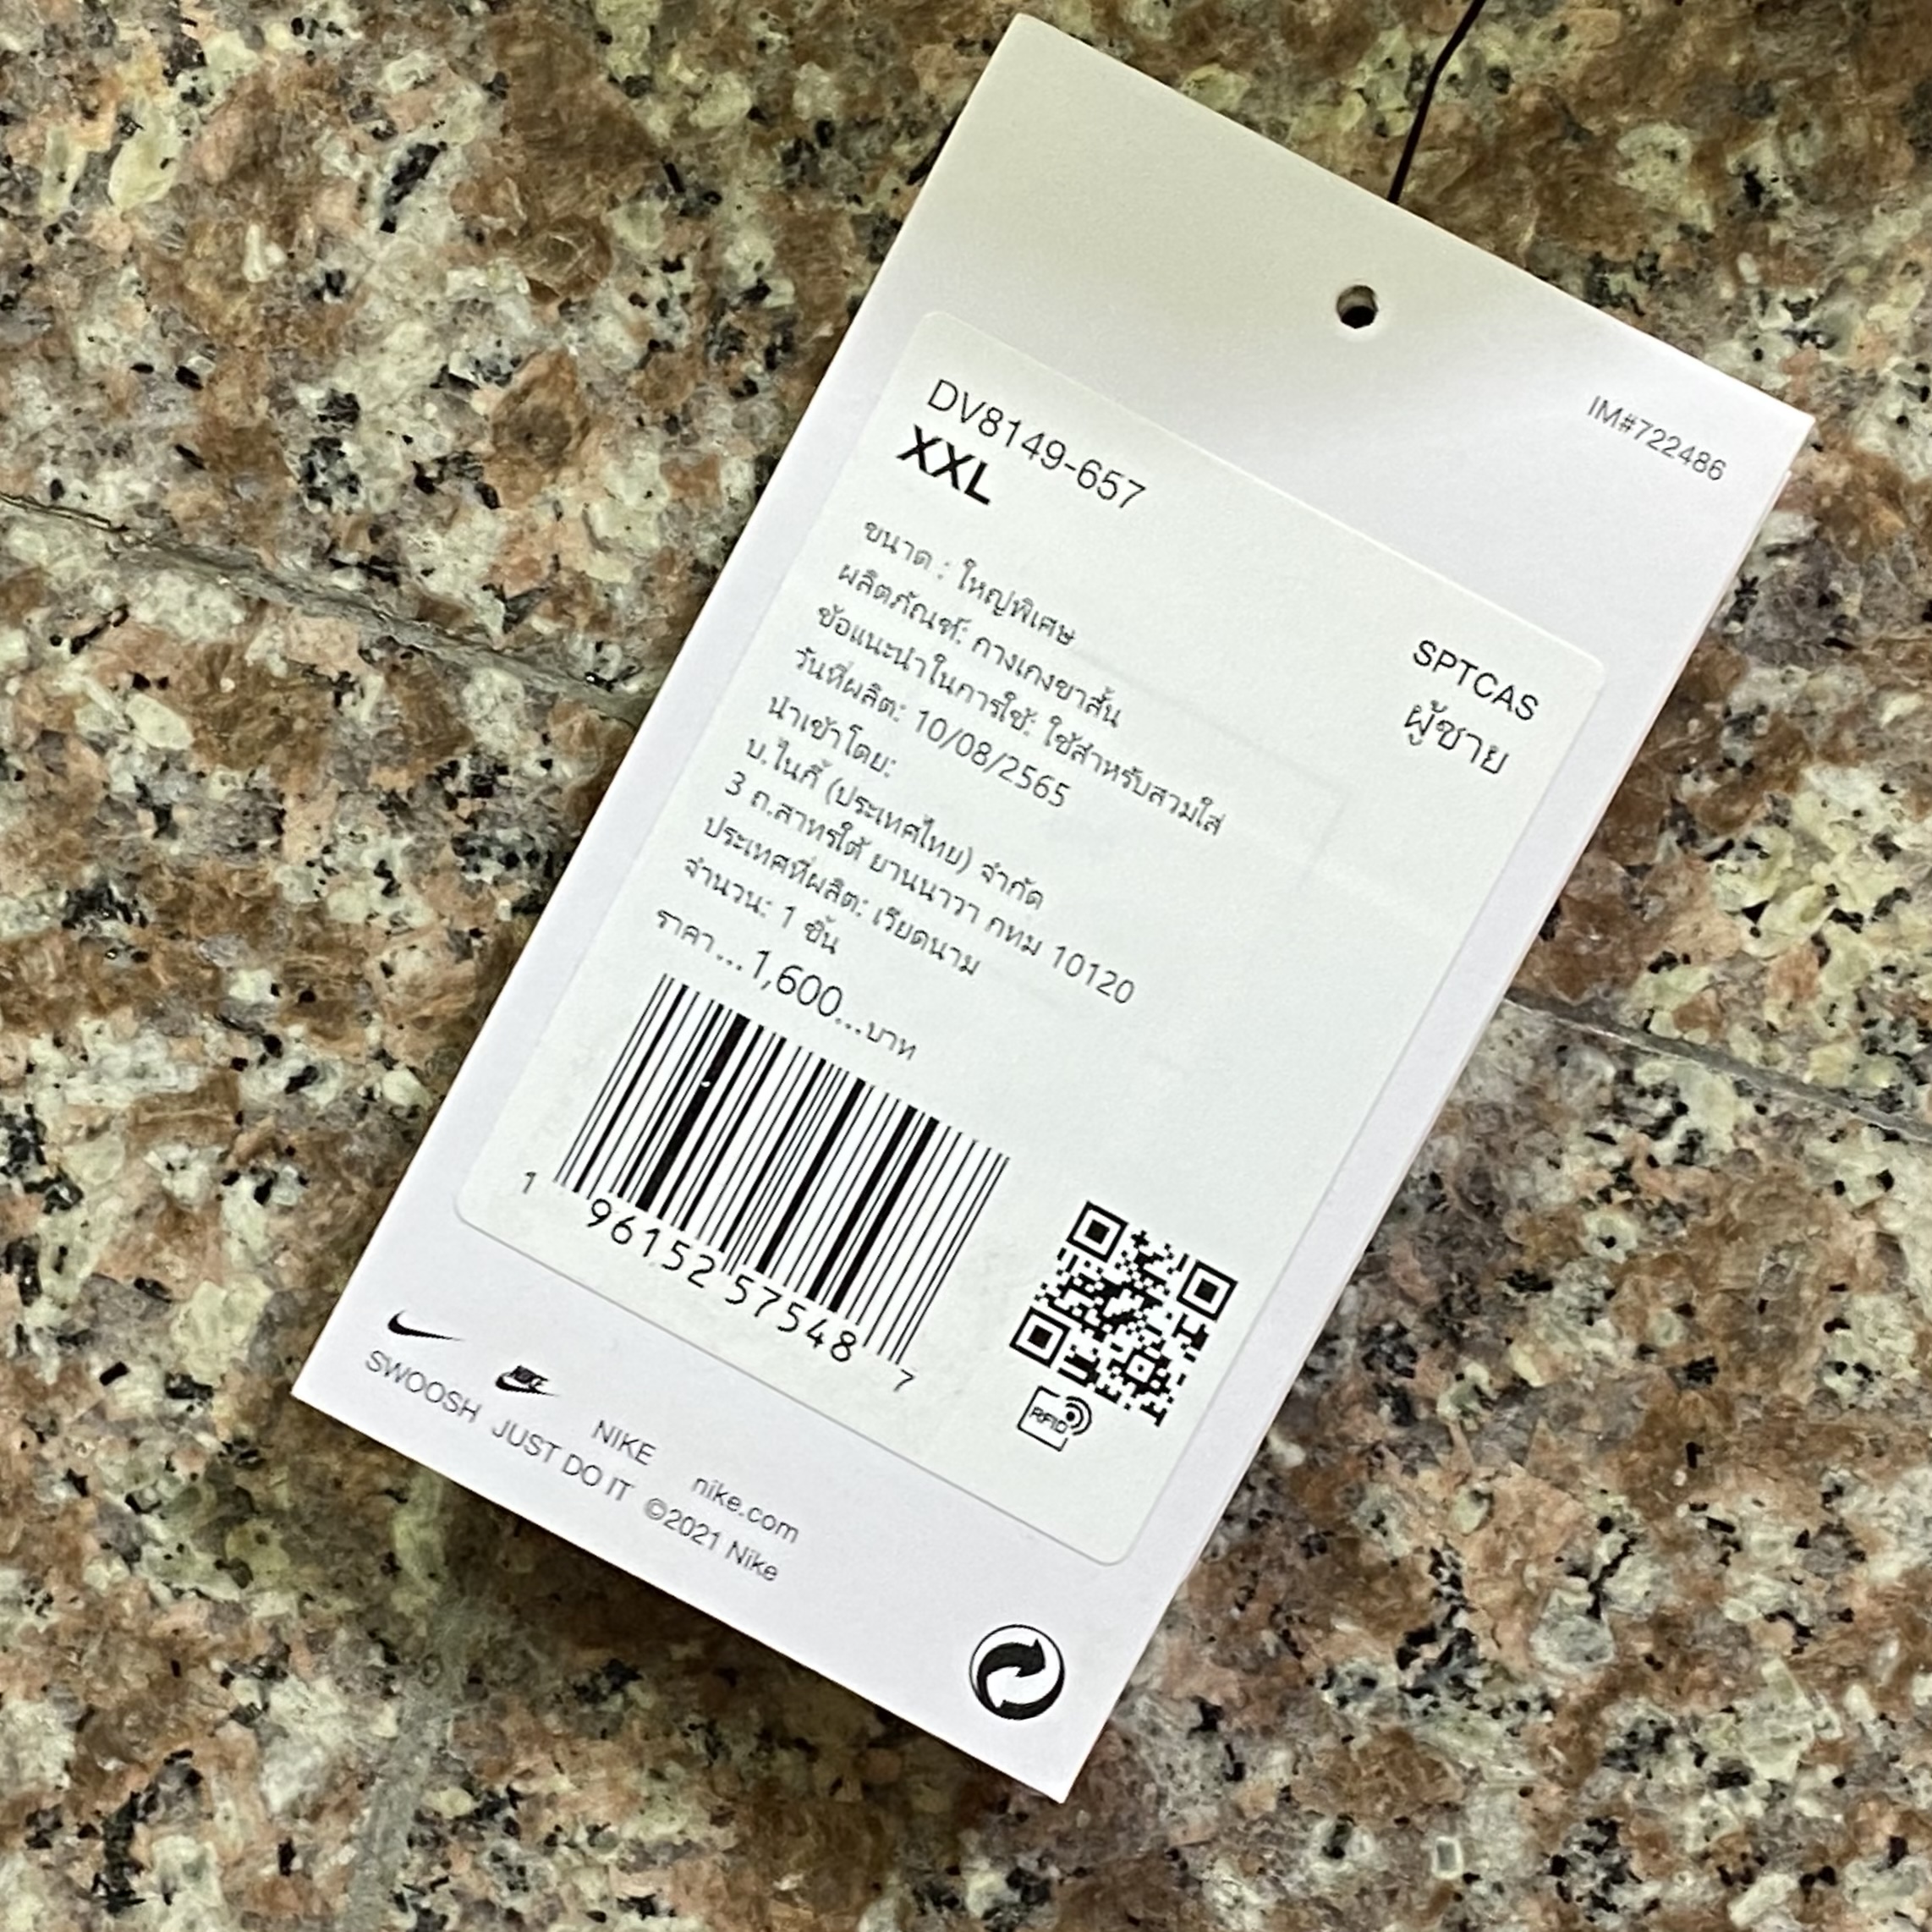 IM#722486
DV8149-657
XXL
SPTCAS
ผู้ชาย
ขนาด : ใหญ่พิเศษ
ผลิตภัณฑ์: กางเกงขาสั้น
ข้อแนะนำในการใช้: ใช้สำหรับสวมใส่
วันที่ผลิต: 10/08/2565
นำเข้าโดย:
บ.ไนกี้ (ประเทศไทย) จำกัด
3 ถ.สาทรใต้ ยานนาวา กทม 10120
ประเทศที่ผลิต: เวียดนาม
จำนวน: 1 ชิ้น
ราคา...1,600...บาท
1 96152 57548 7
RFID
NIKE NIKE nike.com
SWOOSH JUST DO IT ©2021 Nike